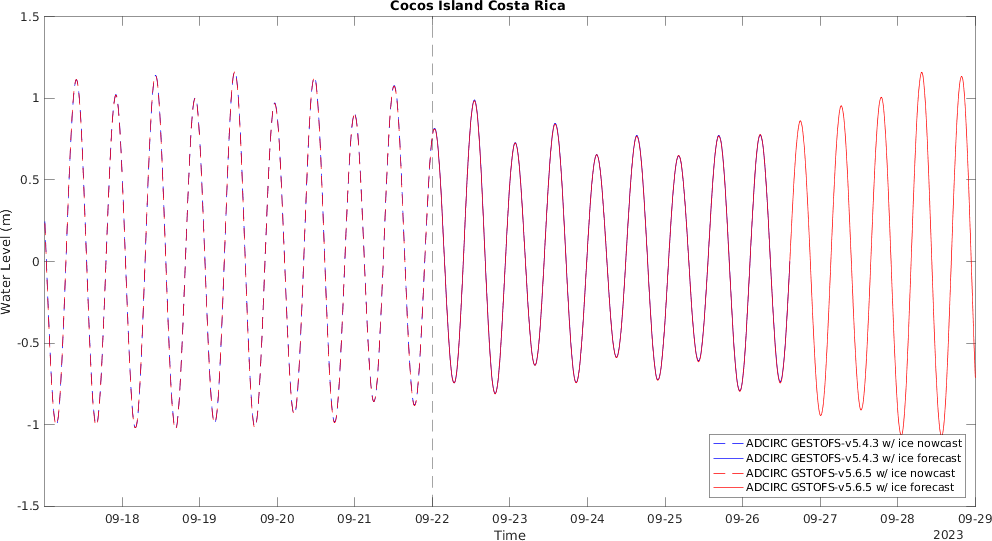 Cocos Island Costa Rica
1.5
1
0.5
0
-0.5
-1
-1.5
Water Level (m)
ADCIRC GESTOFS-v5.4.3 w/ ice nowcast
ADCIRC GESTOFS-v5.4.3 w/ ice forecast
ADCIRC GSTOFS-v5.6.5 w/ ice nowcast
ADCIRC GSTOFS-v5.6.5 w/ ice forecast
09-18 09-19 09-20 09-21 09-22 09-23 09-24 09-25 09-26 09-27 09-28 09-29
Time
2023